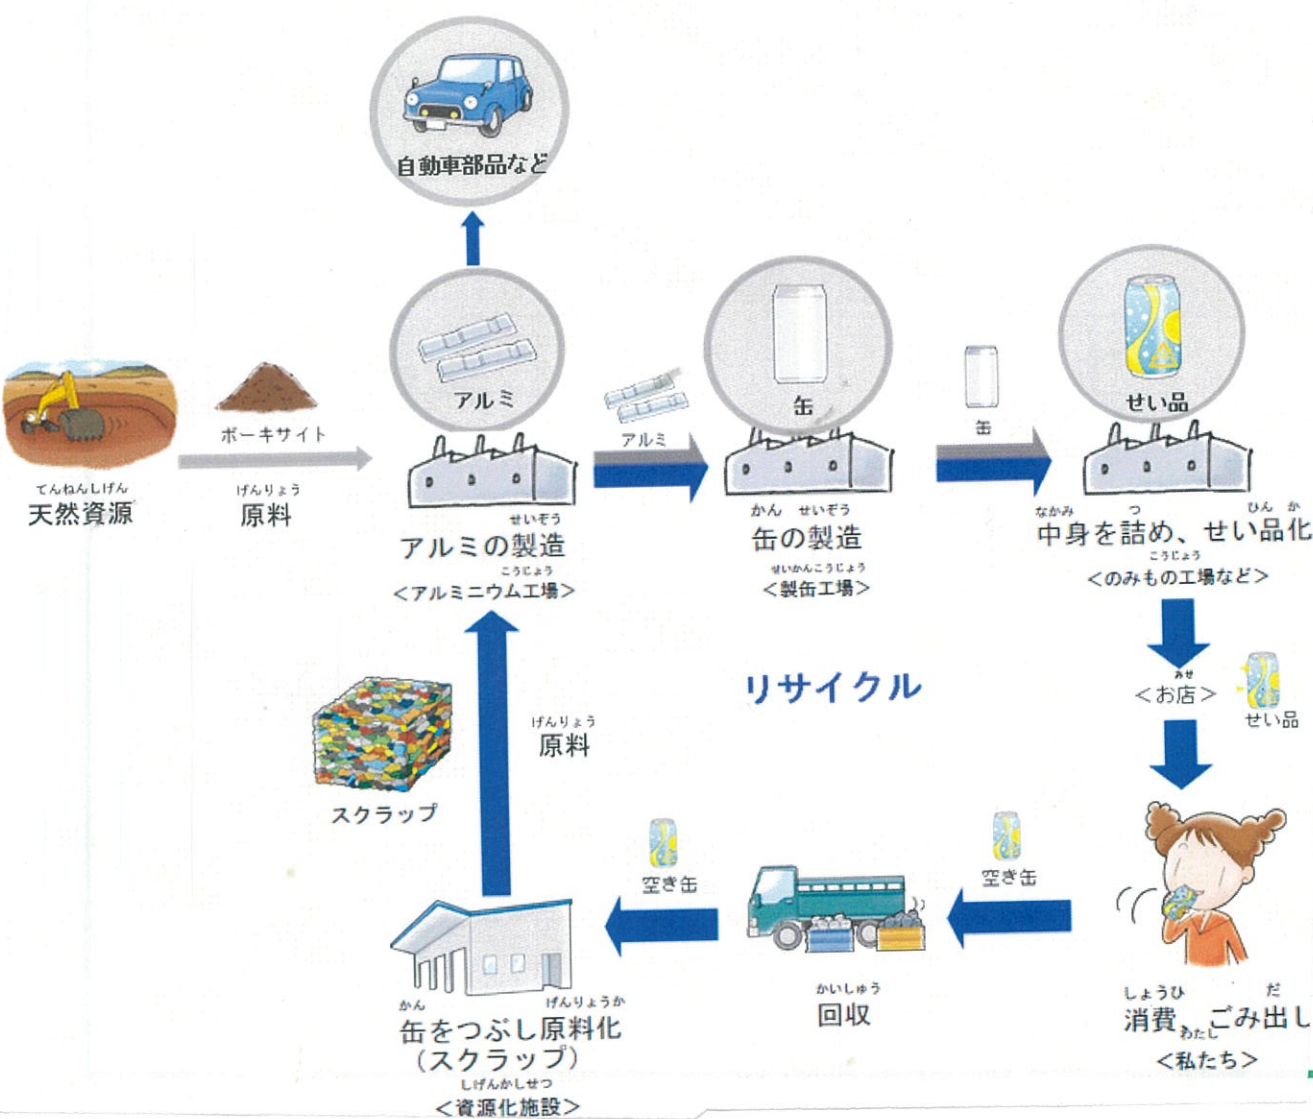 自動車部品など
アルミ
缶
せい品
ボーキサイト
アルミ
缶
てんねんしげん
天然資源
げんりょう
原料
せいぞう
アルミの製造
こうじょう
＜アルミニウム工場＞
かん せいぞう
缶の製造
せいかんこうじょう
＜製缶工場＞
なかみ つ ひん か
中身を詰め、せい品化
こうじょう
＜のみもの工場など＞
リサイクル
みせ
＜お店＞
せい品
げんりょう
原料
スクラップ
空き缶
空き缶
しょうひ だ
消費、ごみ出し
わたし
＜私たち＞
かいしゅう
回収
かん げんりょうか
缶をつぶし原料化
（スクラップ）
しげんかしせつ
＜資源化施設＞